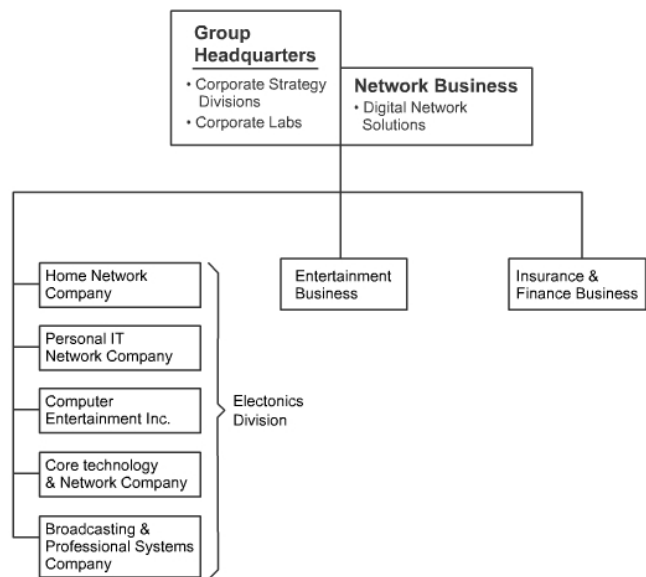 Group
Headquarters
• Corporate Strategy
Divisions
• Corporate Labs
Network Business
• Digital Network
Solutions
Home Network
Company
Personal IT
Network Company
Computer
Entertainment Inc.
Core technology
& Network Company
Broadcasting &
Professional Systems
Company
Electonics
Division
Entertainment
Business
Insurance &
Finance Business